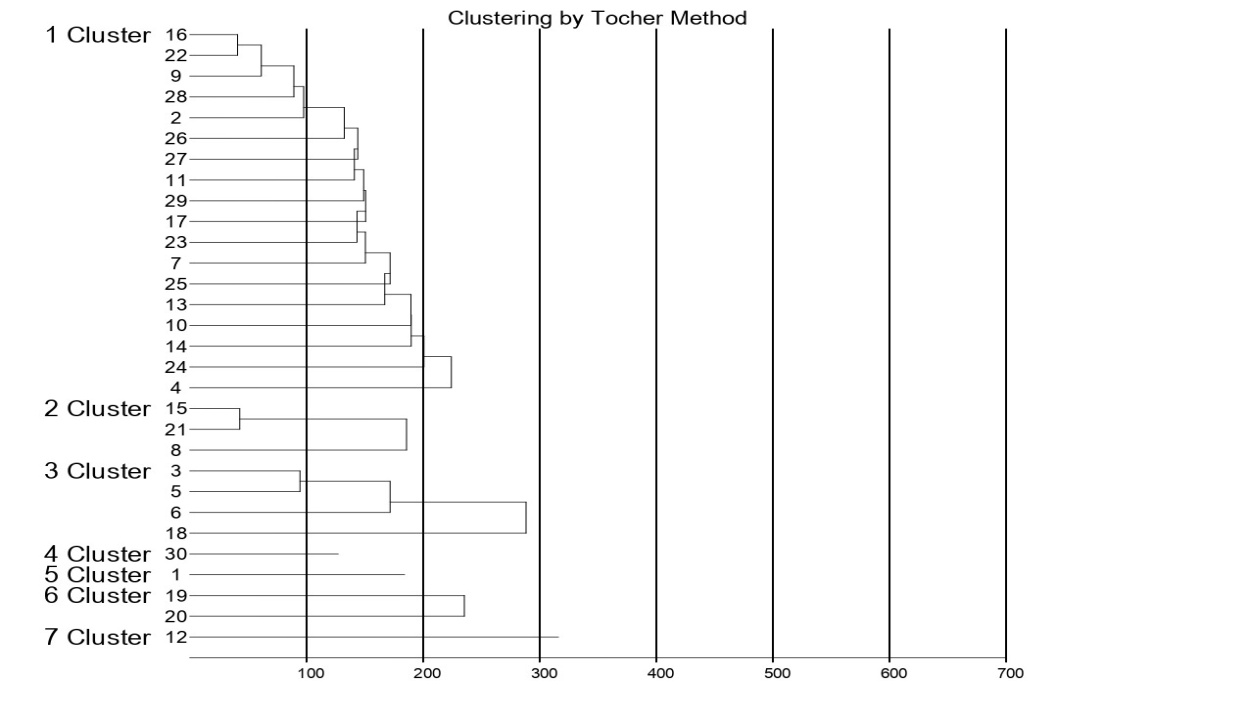 Clustering by Tocher Method
1 Cluster 16
22
9
28
2
26
27
11
29
17
23
7
25
13
10
14
24
4
2 Cluster 15
21
8
3 Cluster 3
5
6
18
4 Cluster 30
5 Cluster 1
6 Cluster 19
20
7 Cluster 12
100 200 300 400 500 600 700